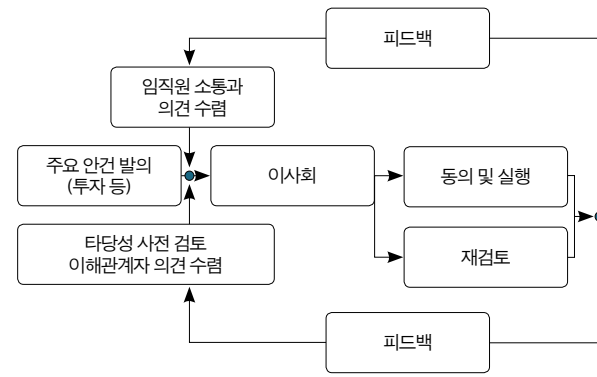 피드백
임직원 소통과
의견 수렴
주요 안건 발의
(투자 등)
이사회
동의 및 실행
타당성 사전 검토
이해관계자 의견 수렴
재검토
피드백